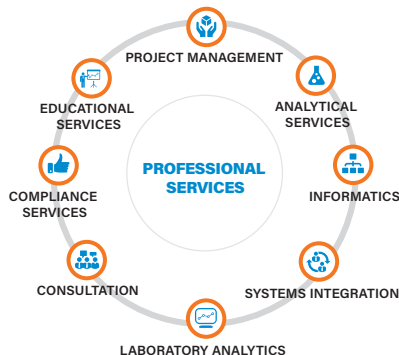 PROJECT MANAGEMENT
ANALYTICAL
SERVICES
INFORMATICS
SYSTEMS INTEGRATION
LABORATORY ANALYTICS
CONSULTATION
COMPLIANCE
SERVICES
EDUCATIONAL
SERVICES
PROFESSIONAL
SERVICES